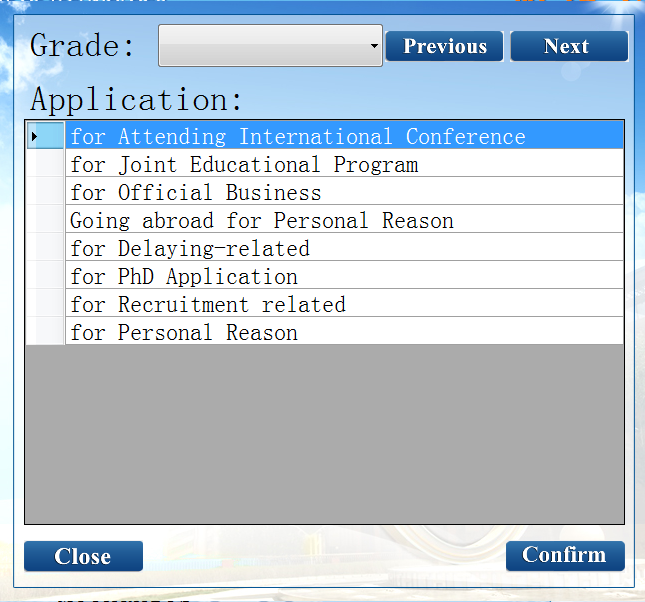 Grade: Previous Next
Application:
for Attending International Conference
for Joint Educational Program
for Official Business
Going abroad for Personal Reason
for Delaying-related
for PhD Application
for Recruitment related
for Personal Reason
Close Confirm